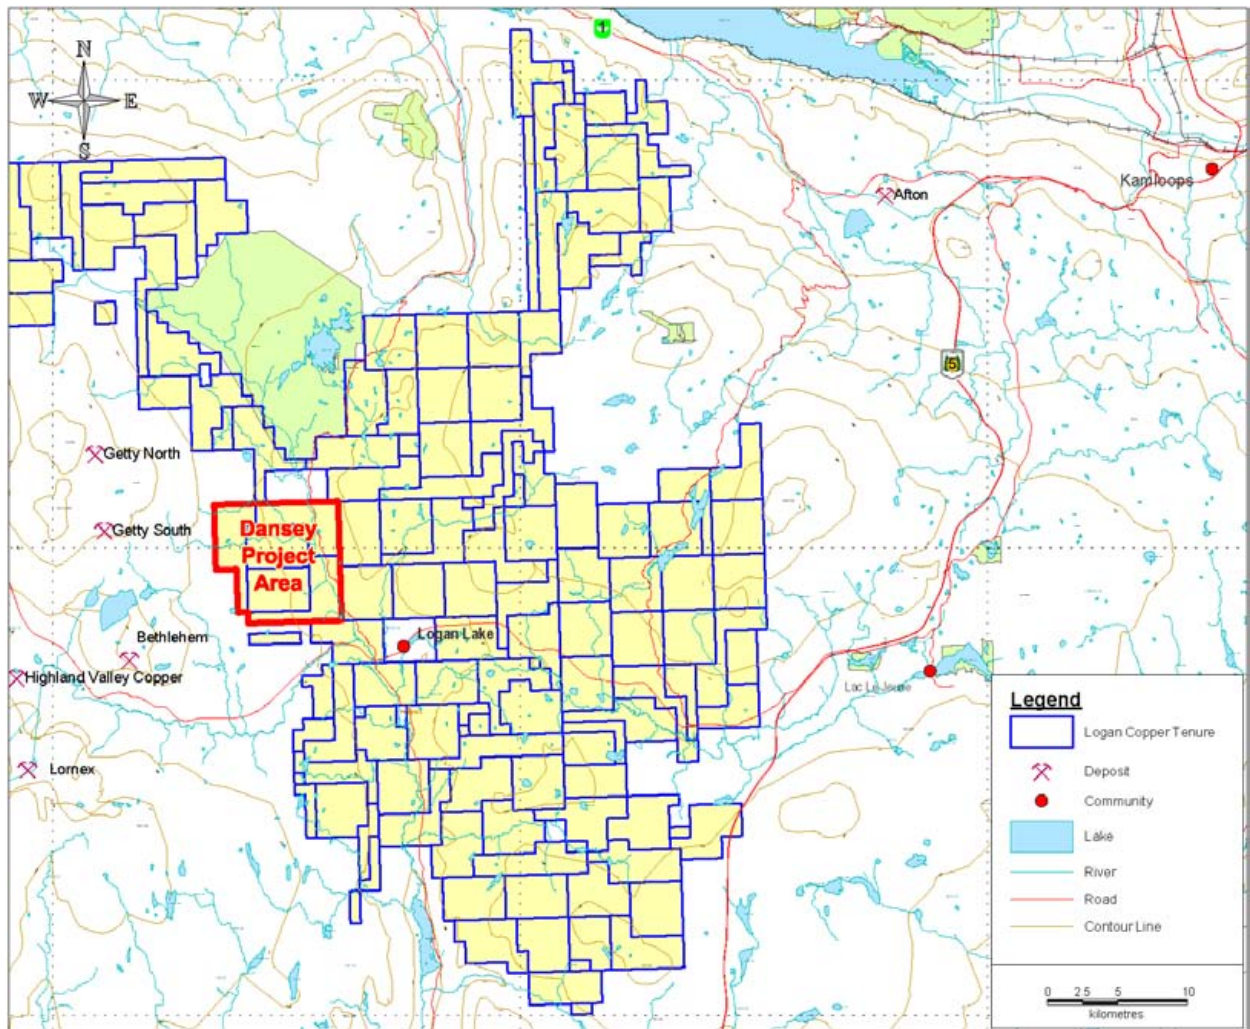 1
N
W E
S
Kamloops
Afton
5
Getty North
Getty South
Dansey
Project
Area
Bethlehem
Logan Lake
Highland Valley Copper
Lac Le Jeune
Lornex
Legend
Logan Copper Tenure
Deposit
Community
Lake
River
Road
Contour Line
0 2.5 5 10
kilometres